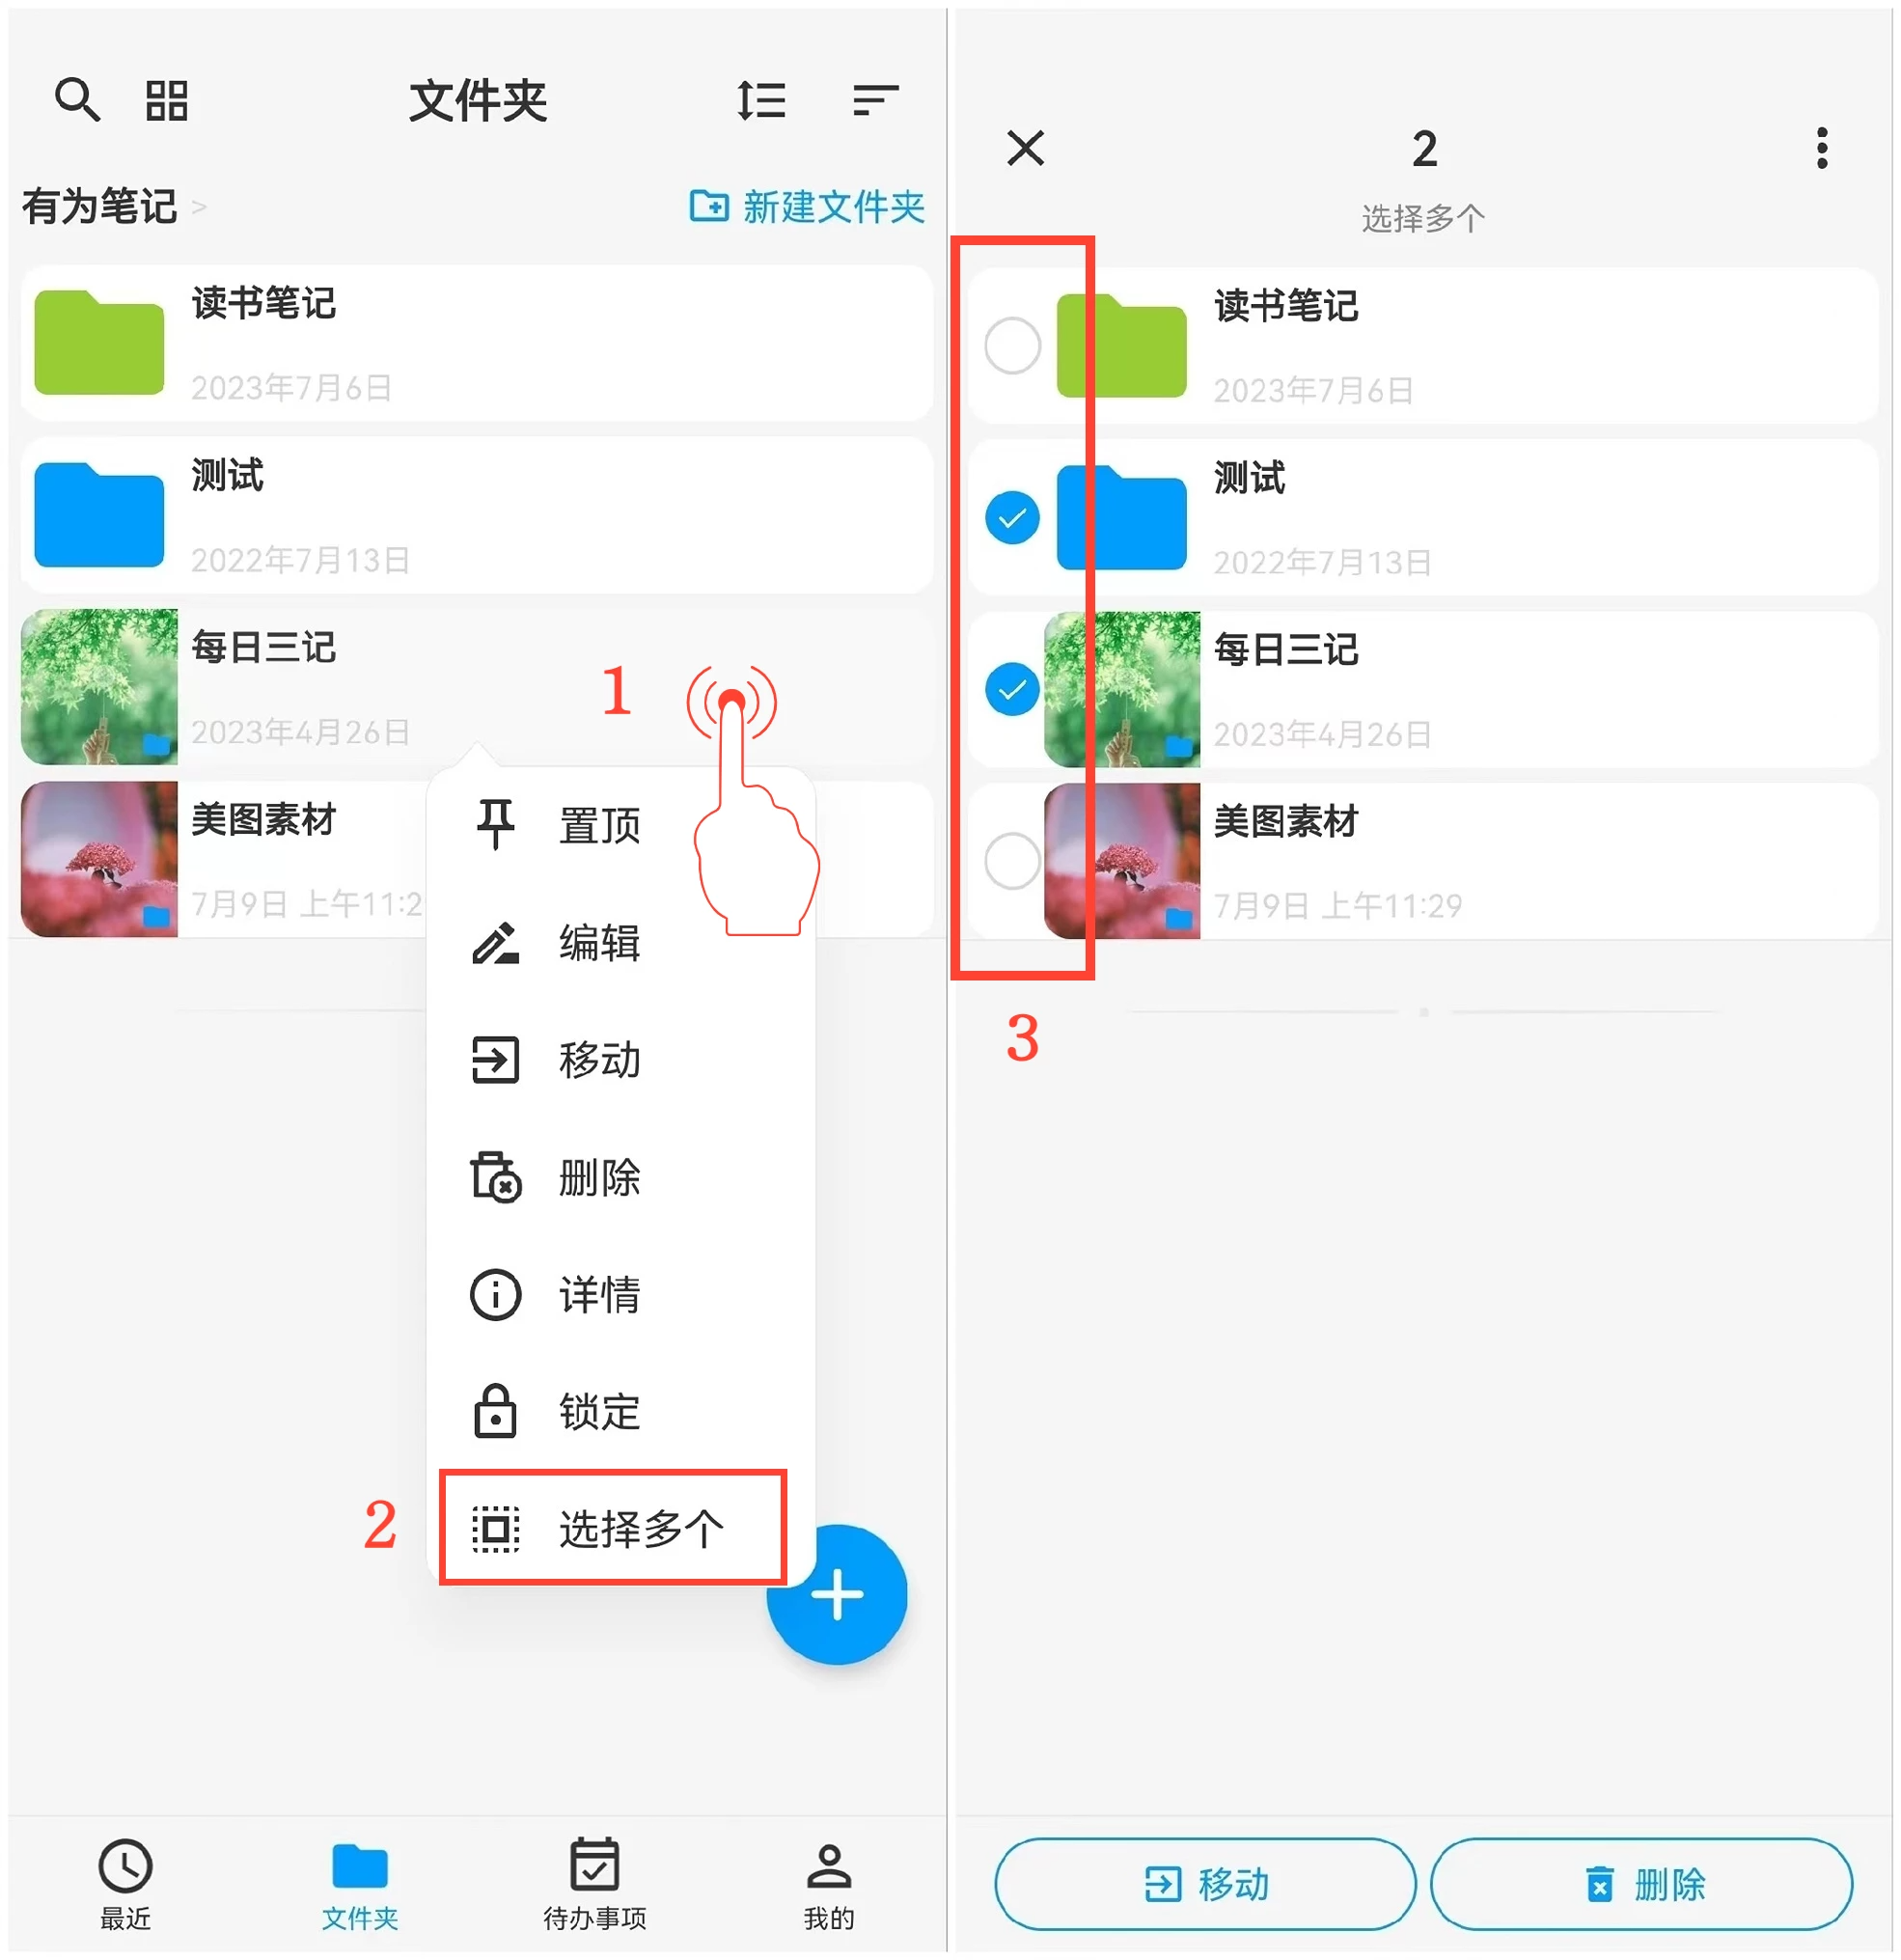 文件夹
有为笔记 >
新建文件夹
读书笔记
2023年7月6日
测试
2022年7月13日
每日三记
2023年4月26日
1
美图素材
7月9日 上午11:2
置顶
编辑
移动
删除
详情
锁定
2
选择多个
最近
文件夹
待办事项
我的
2
选择多个
读书笔记
2023年7月6日
测试
2022年7月13日
每日三记
2023年4月26日
美图素材
7月9日 上午11:29
3
移动
删除